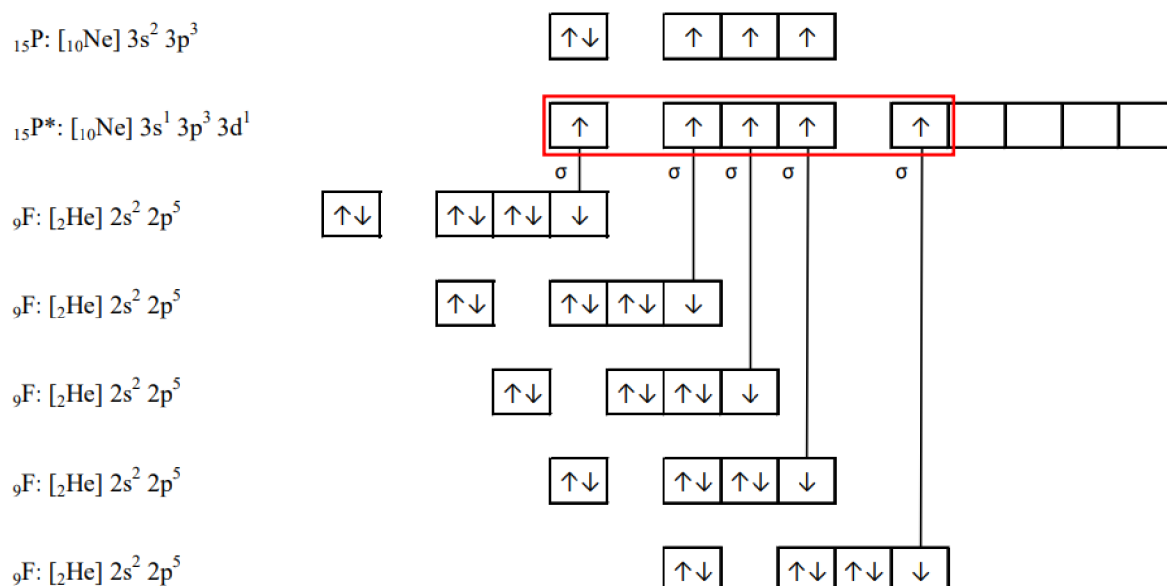 ₁₅P: [₁₀Ne] 3s² 3p³ ↑↓ ↑ ↑ ↑
₁₅P*: [₁₀Ne] 3s¹ 3p³ 3d¹ ↑ ↑ ↑ ↑ ↑
σ σ σ σ σ
₉F: [₂He] 2s² 2p⁵ ↑↓ ↑↓ ↑↓ ↓
₉F: [₂He] 2s² 2p⁵ ↑↓ ↑↓ ↑↓ ↓
₉F: [₂He] 2s² 2p⁵ ↑↓ ↑↓ ↑↓ ↓
₉F: [₂He] 2s² 2p⁵ ↑↓ ↑↓ ↑↓ ↓
₉F: [₂He] 2s² 2p⁵ ↑↓ ↑↓ ↑↓ ↓